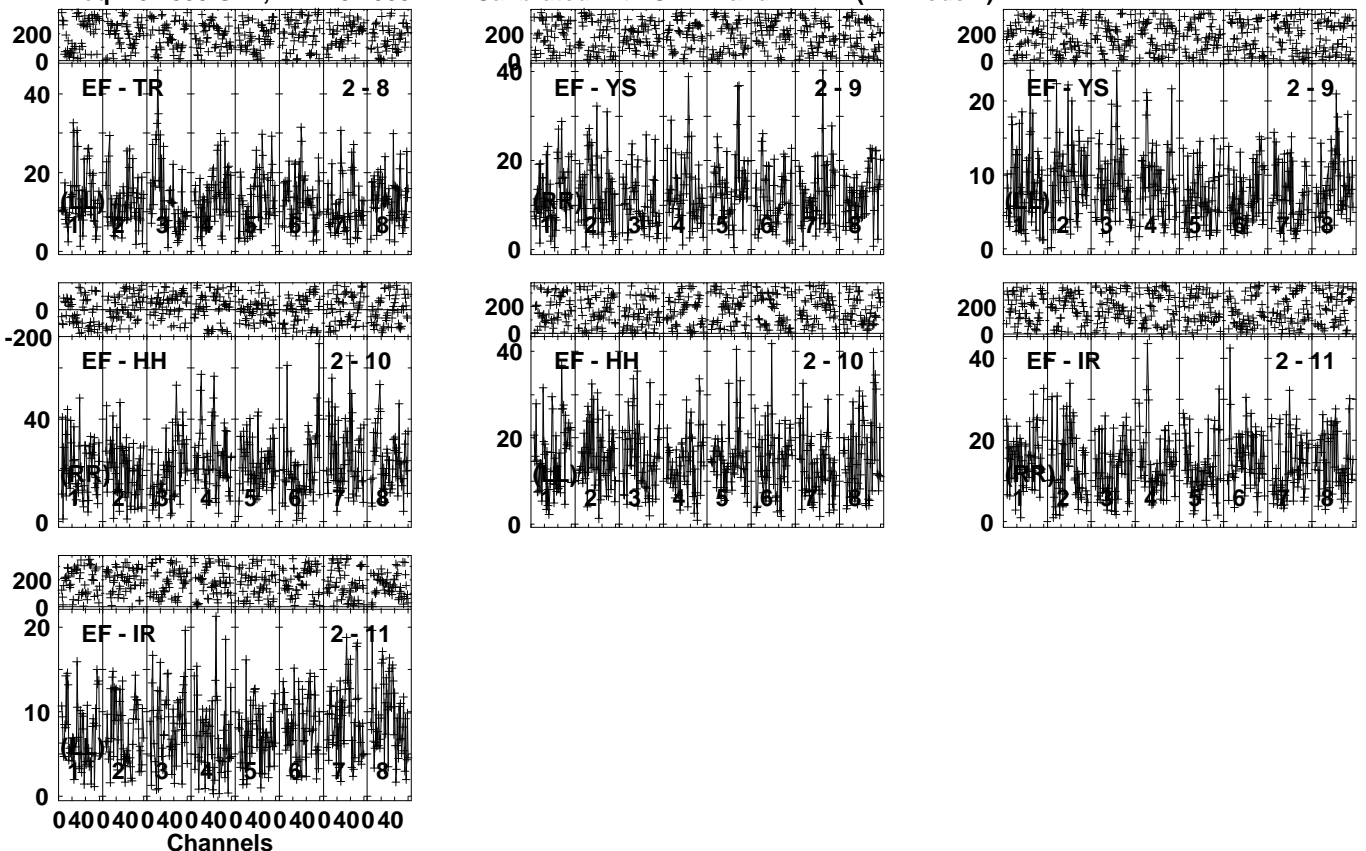 200
0
EF - TR 2 - 8
40
20
0
(LL)
1 2 3 4 5 6 7 8
200
0
EF - YS 2 - 9
40
20
0
(RR)
1 2 3 4 5 6 7 8
200
0
EF - YS 2 - 9
20
10
0
(LL)
1 2 3 4 5 6 7 8
0
-200
EF - HH 2 - 10
40
0
(RR)
1 2 3 4 5 6 7 8
200
0
EF - HH 2 - 10
40
20
0
(LL)
1 2 3 4 5 6 7 8
200
0
EF - IR 2 - 11
40
20
0
(RR)
1 2 3 4 5 6 7 8
200
0
EF - IR 2 - 11
20
10
0
(LL)
1 2 3 4 5 6 7 8
0 40 0 40 0 40 0 40 0 40 0 40 0 40 0 40
Channels